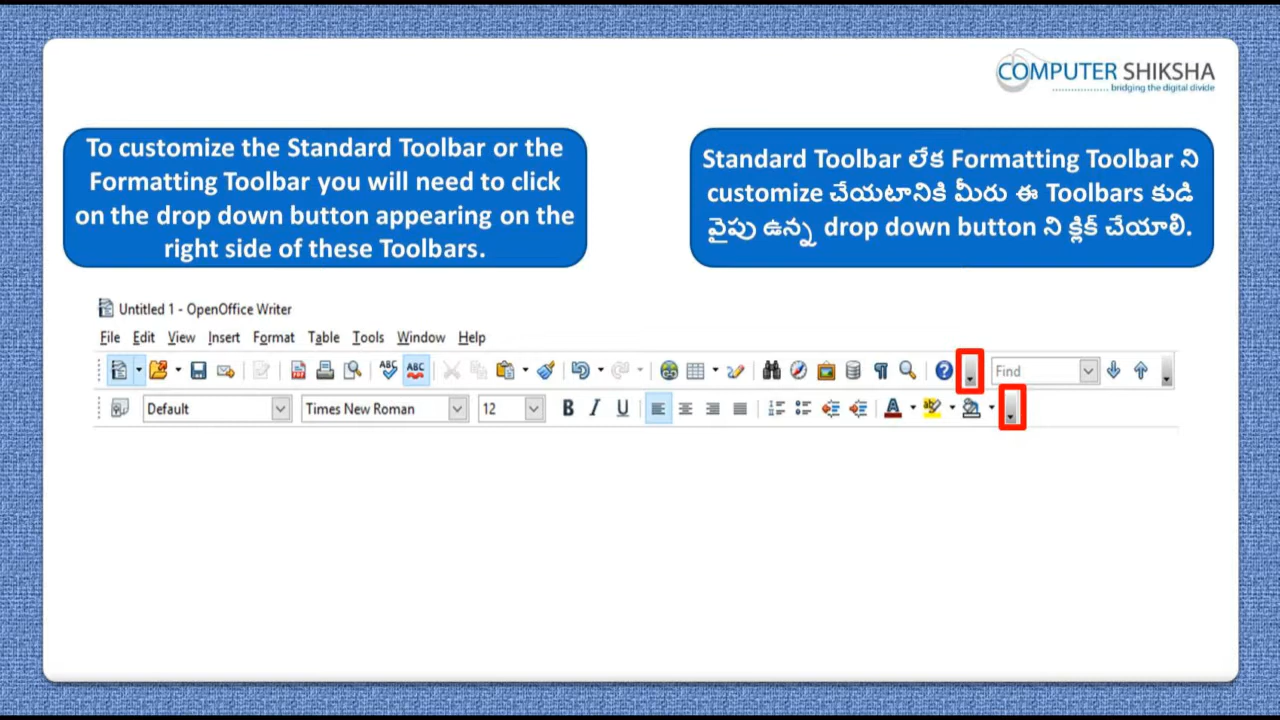 COMPUTER SHIKSHA
bridging the digital divide
To customize the Standard Toolbar or the
Formatting Toolbar you will need to click
on the drop down button appearing on the
right side of these Toolbars.
Standard Toolbar లేక Formatting Toolbar ని
customize చేయటానికి మీరు ఈ Toolbars కుడి
వైపు ఉన్న drop down button ని క్లిక్ చేయాలి.
Untitled 1 - OpenOffice Writer
File Edit View Insert Format Table Tools Window Help
ABC ABC Find
Default Times New Roman 12 B I U A